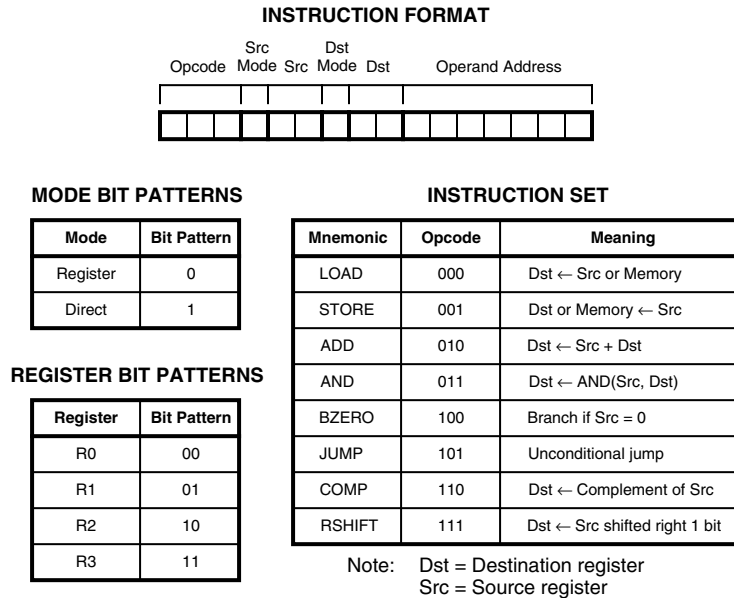 INSTRUCTION FORMAT
Src Dst
Opcode Mode Src Mode Dst Operand Address
MODE BIT PATTERNS
Mode Bit Pattern
Register 0
Direct 1
REGISTER BIT PATTERNS
Register Bit Pattern
R0 00
R1 01
R2 10
R3 11
INSTRUCTION SET
Mnemonic Opcode Meaning
LOAD 000 Dst ← Src or Memory
STORE 001 Dst or Memory ← Src
ADD 010 Dst ← Src + Dst
AND 011 Dst ← AND(Src, Dst)
BZERO 100 Branch if Src = 0
JUMP 101 Unconditional jump
COMP 110 Dst ← Complement of Src
RSHIFT 111 Dst ← Src shifted right 1 bit
Note: Dst = Destination register
Src = Source register